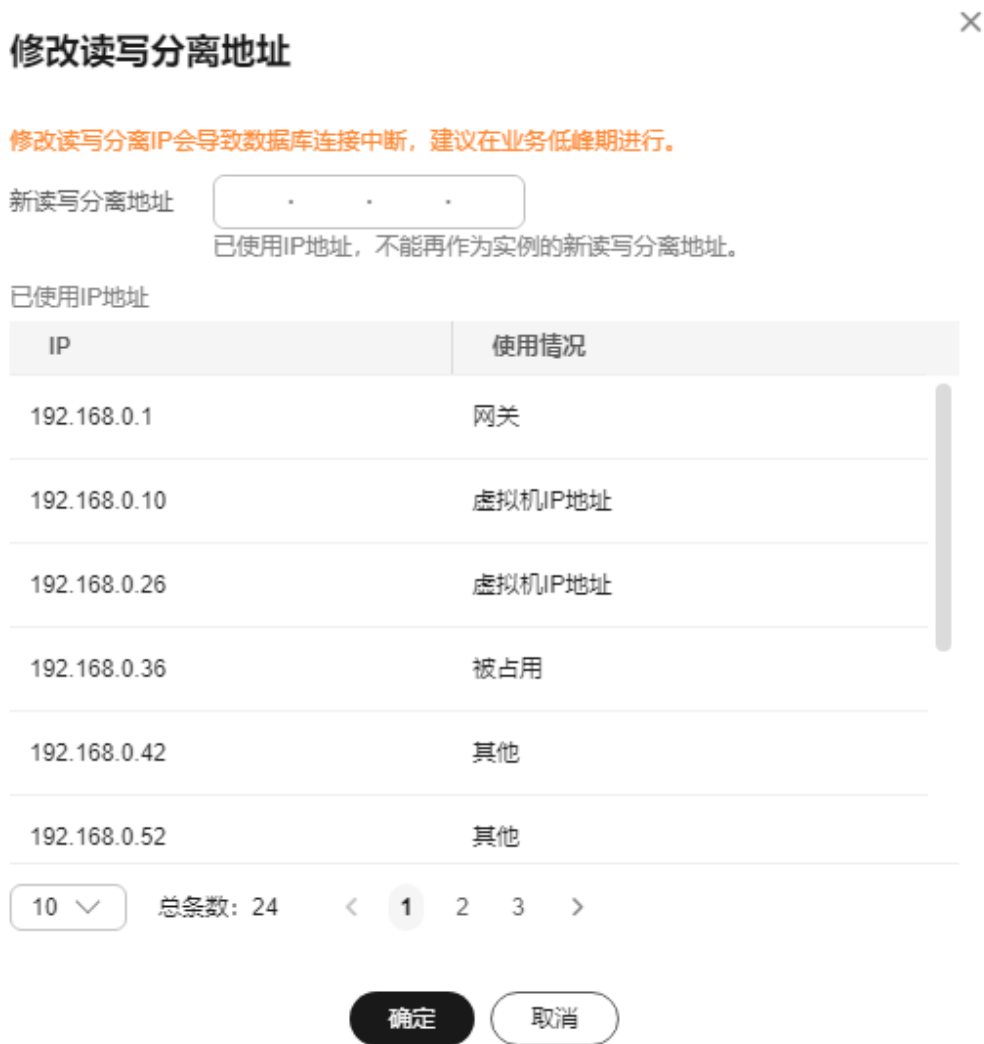 修改读写分离地址
修改读写分离IP会导致数据库连接中断，建议在业务低峰期进行。
新读写分离地址 . . .
已使用IP地址，不能再作为实例的新读写分离地址。
已使用IP地址
IP 使用情况
192.168.0.1 网关
192.168.0.10 虚拟机IP地址
192.168.0.26 虚拟机IP地址
192.168.0.36 被占用
192.168.0.42 其他
192.168.0.52 其他
10 总条数：24 < 1 2 3 >
确定 取消